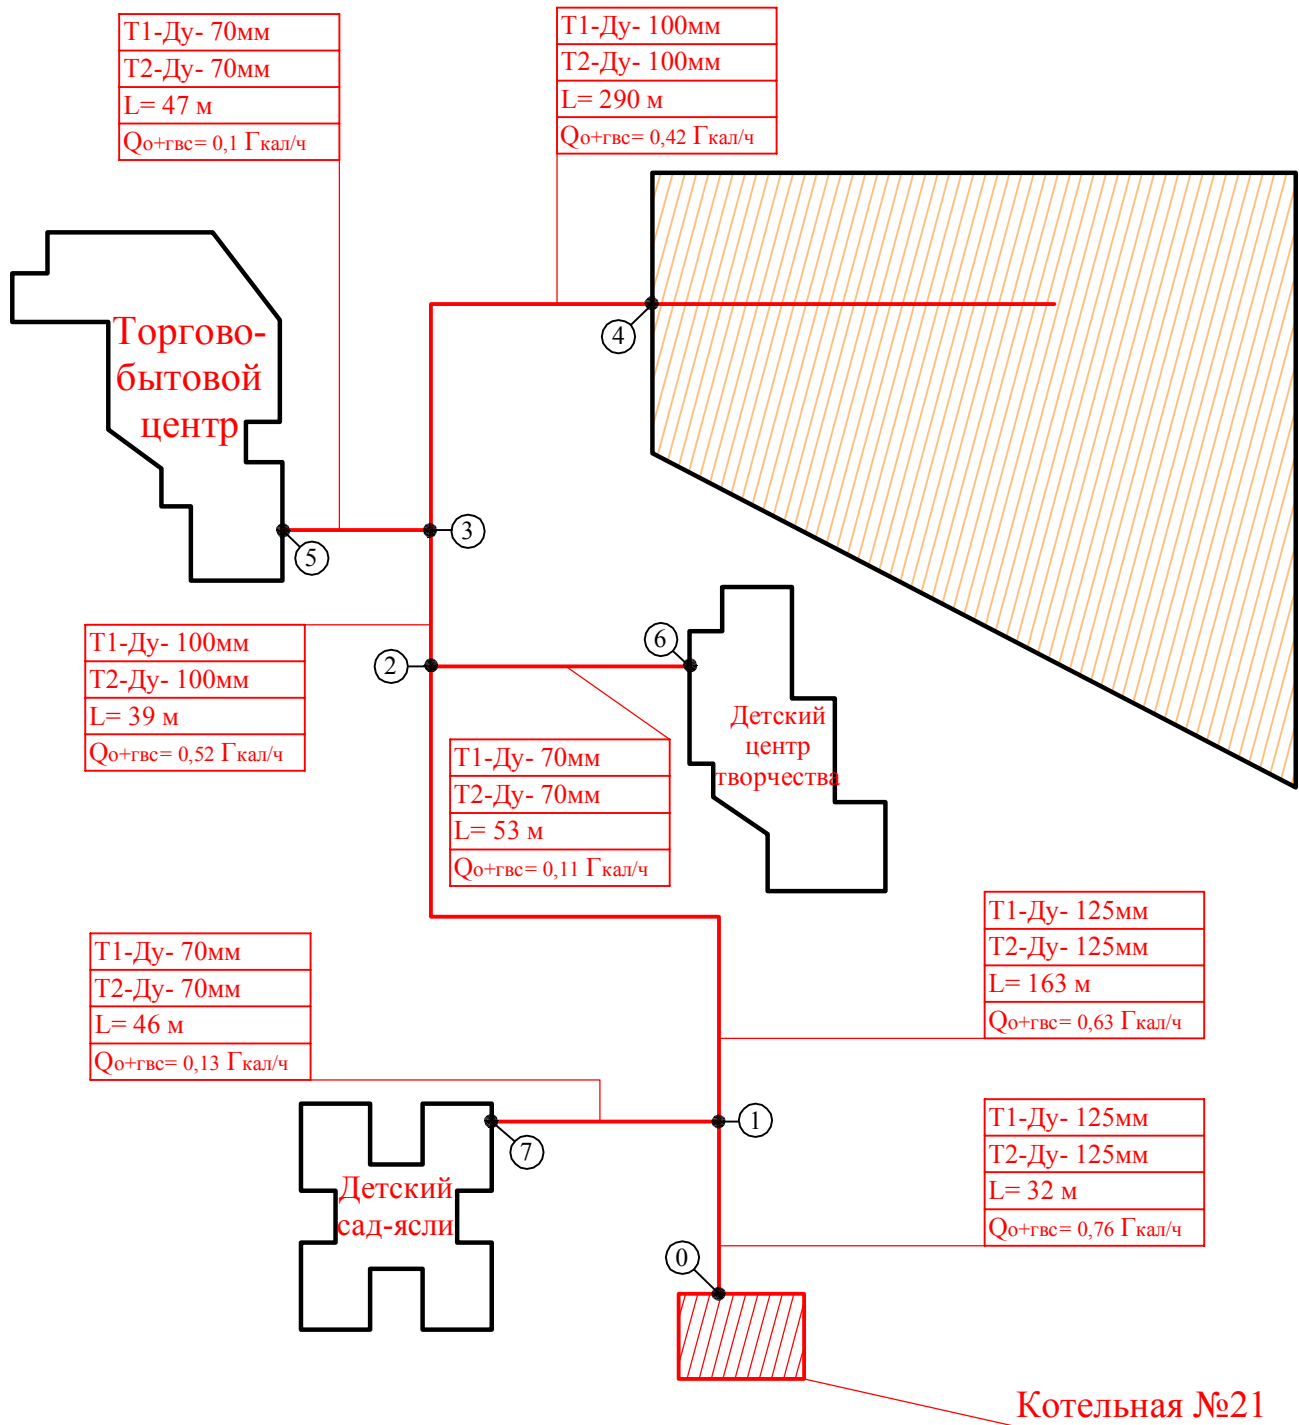 Т1-Ду- 70мм
Т2-Ду- 70мм
L= 47 м
Qо+гвс= 0,1 Гкал/ч
Т1-Ду- 100мм
Т2-Ду- 100мм
L= 290 м
Qо+гвс= 0,42 Гкал/ч
Торгово-
бытовой
центр
4
3
5
Т1-Ду- 100мм
Т2-Ду- 100мм
L= 39 м
Qо+гвс= 0,52 Гкал/ч
2
6
Детский
центр
творчества
Т1-Ду- 70мм
Т2-Ду- 70мм
L= 53 м
Qо+гвс= 0,11 Гкал/ч
Т1-Ду- 125мм
Т2-Ду- 125мм
L= 163 м
Qо+гвс= 0,63 Гкал/ч
Т1-Ду- 70мм
Т2-Ду- 70мм
L= 46 м
Qо+гвс= 0,13 Гкал/ч
1
7
Детский
сад-ясли
Т1-Ду- 125мм
Т2-Ду- 125мм
L= 32 м
Qо+гвс= 0,76 Гкал/ч
0
Котельная №21